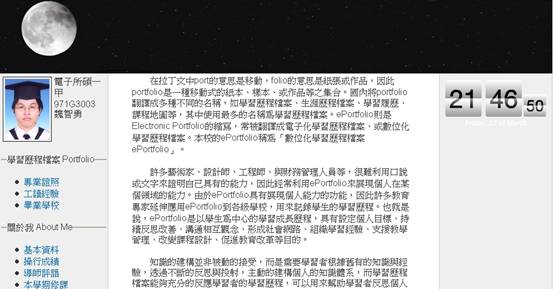 電子所碩一
甲
971G3003
魏智勇
學習歷程檔案 Portfolio
專業證照
工讀經驗
畢業學校
關於我 About Me
基本資料
操行成績
導師評語
本學期修課
在拉丁文中port的意思是移動，folio的意思是紙張或作品，因此
portfolio是一種移動式的紙本、樣本、或作品等之集合。國內將portfolio
翻譯成多種不同的名稱，如學習歷程檔案、生涯歷程檔案、學習履歷、
課程地圖等，其中使用最多的名稱為學習歷程檔案。ePortfolio則是
Electronic Portfolio的縮寫，常被翻譯成電子化學習歷程檔案、或數位化
學習歷程檔案。本校的ePortfolio稱為「數位化學習歷程檔案
ePortfolio」。
許多藝術家、設計師、工程師、與財務管理人員等，很難利用口說
或文字來證明自己具有的能力，因此經常利用ePortfolio來展現個人在某
個領域的能力。由於ePortfolio具有展現個人能力的功能，因此許多教育
專家延伸應用ePortfolio到各級學校，用來記錄學生的學習歷程。也就是
說，ePortfolio是以學生為中心的學習成長歷程，具有設定個人目標、持
續反思改善、溝通相互觀念、形成社會網路、組織學習經驗、支援教學
管理、改變課程設計、促進教育改革等目的。
知識的建構並非被動的接受，而是需要學習者根據舊有的知識與經
驗，透過不斷的反思與投射，主動的建構個人的知識體系，而學習歷程
檔案能夠充分的反應學習者的學習歷程，可以用來幫助學習者反思個人
21 46 50